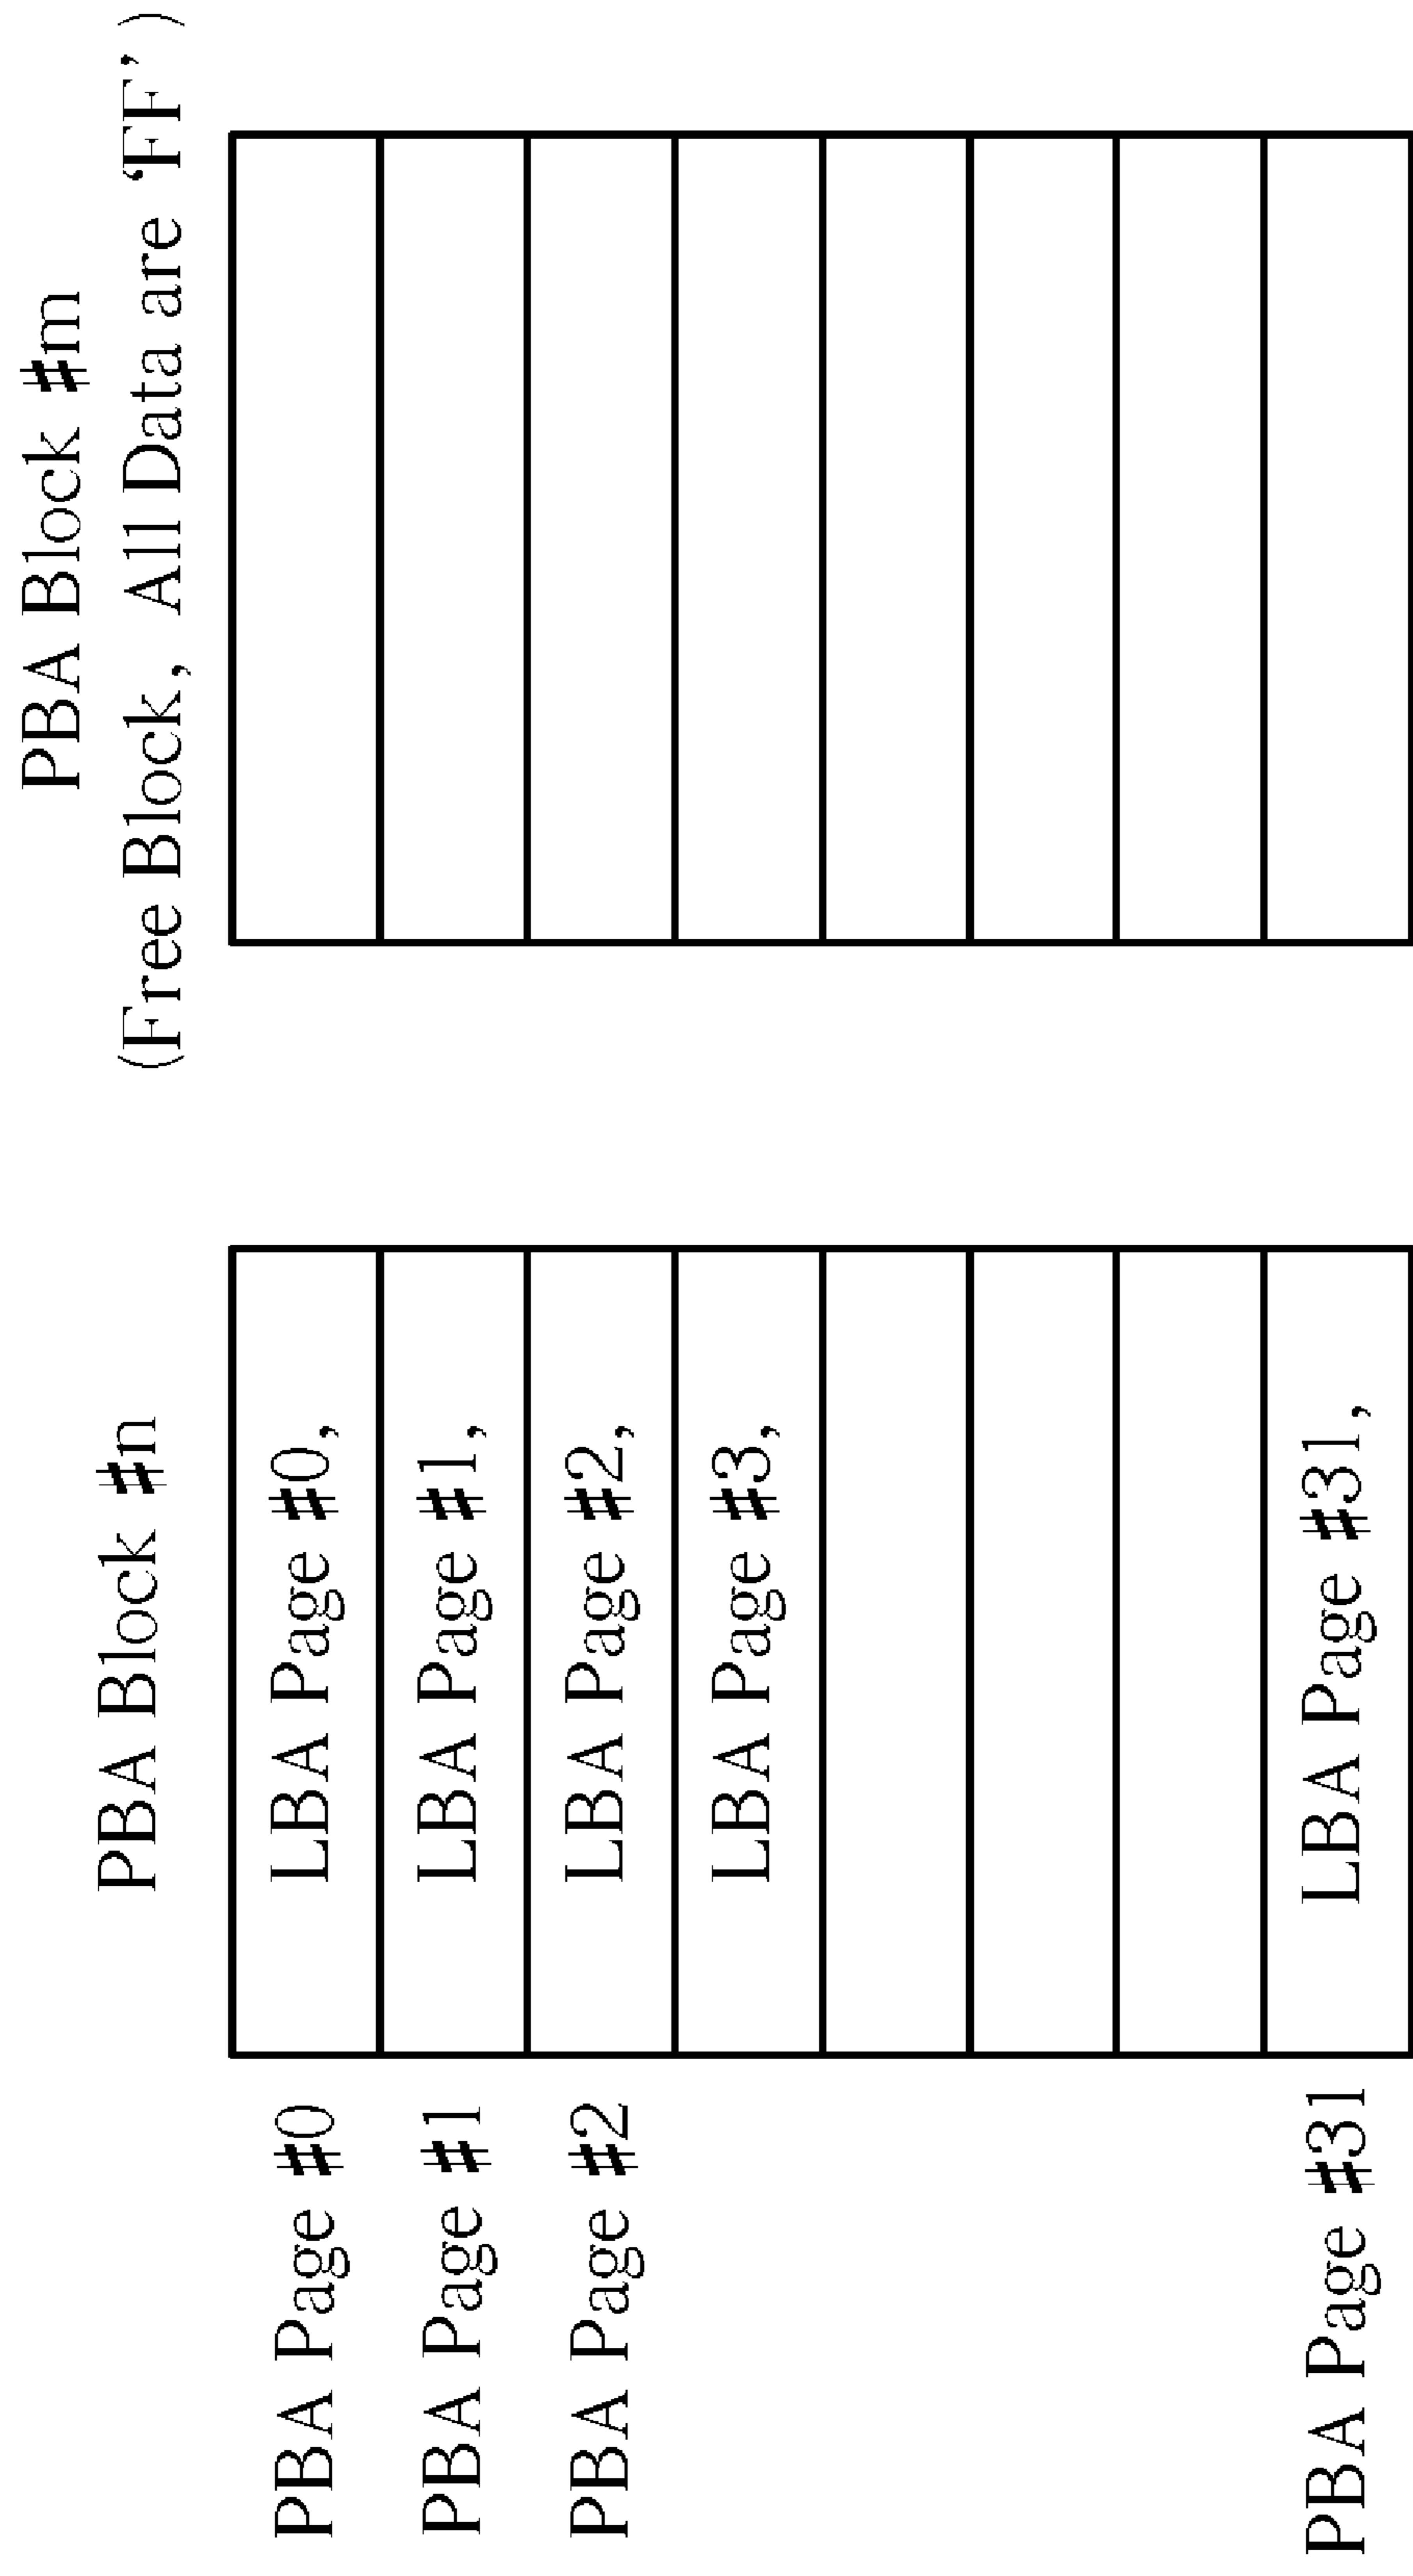 PBA Block #n
PBA Block #m
(Free Block, All Data are ‘FF’)
PBA Page #0
LBA Page #0,
PBA Page #1
LBA Page #1,
PBA Page #2
LBA Page #2,
LBA Page #3,
PBA Page #31
LBA Page #31,